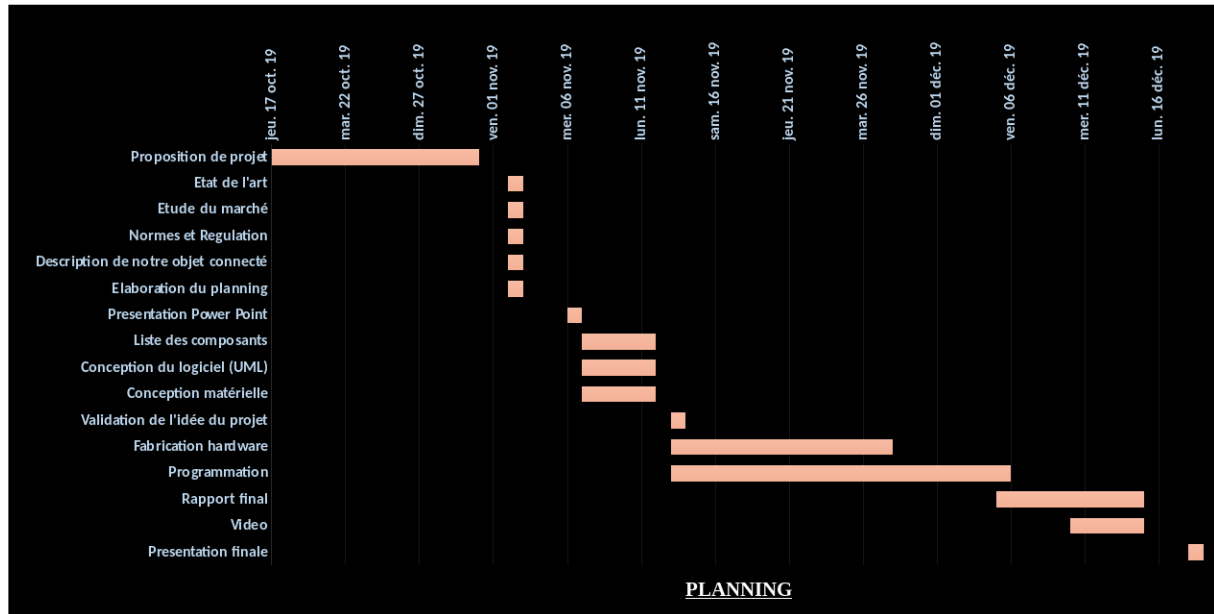 jeu. 17 oct. 19
mar. 22 oct. 19
dim. 27 oct. 19
ven. 01 nov. 19
mer. 06 nov. 19
lun. 11 nov. 19
sam. 16 nov. 19
jeu. 21 nov. 19
mar. 26 nov. 19
dim. 01 déc. 19
ven. 06 déc. 19
mer. 11 déc. 19
lun. 16 déc. 19
Proposition de projet
Etat de l'art
Etude du marché
Normes et Regulation
Description de notre objet connecté
Elaboration du planning
Presentation Power Point
Liste des composants
Conception du logiciel (UML)
Conception matérielle
Validation de l'idée du projet
Fabrication hardware
Programmation
Rapport final
Video
Presentation finale
PLANNING